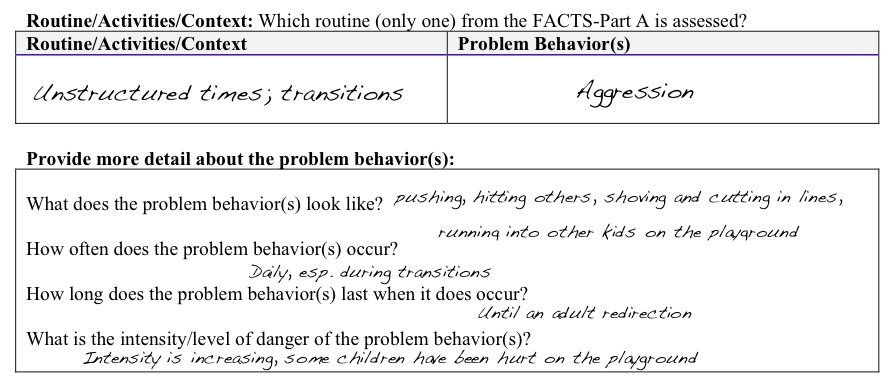 Routine/Activities/Context: Which routine (only one) from the FACTS-Part A is assessed?
Routine/Activities/Context Problem Behavior(s)
Unstructured times; transitions Aggression
Provide more detail about the problem behavior(s):
What does the problem behavior(s) look like? pushing, hitting others, shoving and cutting in lines,
running into other kids on the playground
How often does the problem behavior(s) occur?
Daily, esp. during transitions
How long does the problem behavior(s) last when it does occur?
Until an adult redirection
What is the intensity/level of danger of the problem behavior(s)?
Intensity is increasing, some children have been hurt on the playground